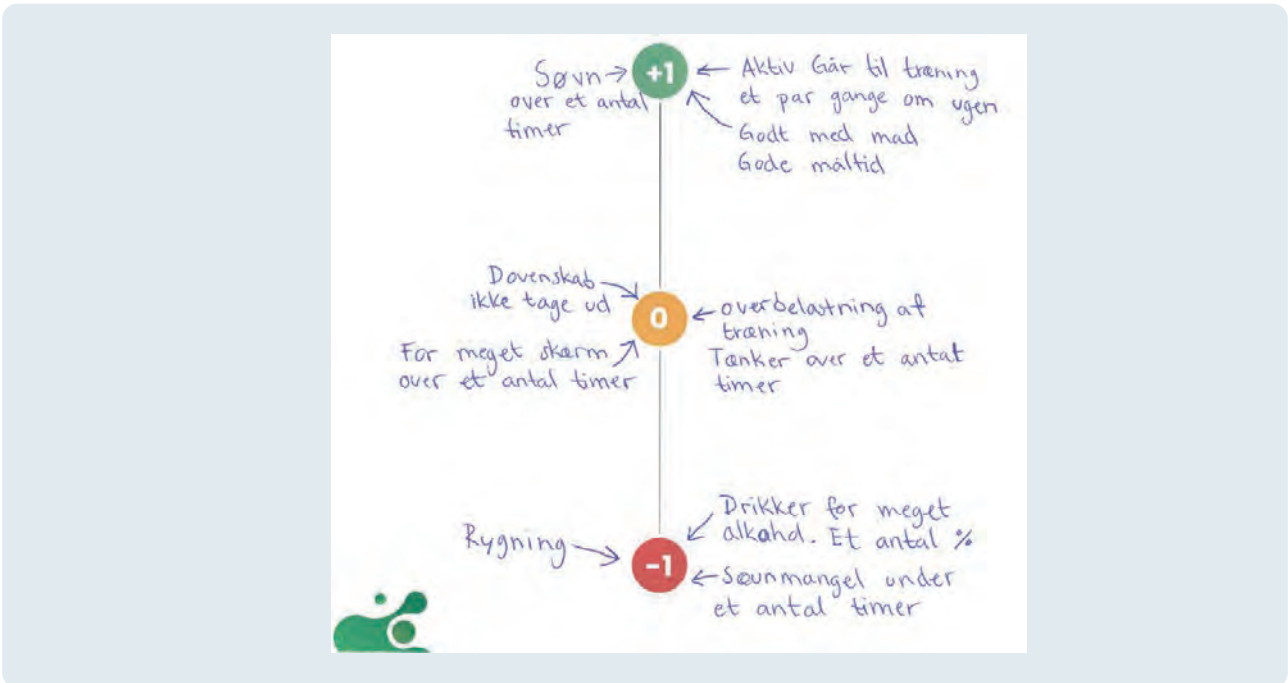 Søvn
over et antal
timer
+1
Aktiv Går til træning
et par gange om ugen
Godt med mad
Gode måltid
Dovenskab
ikke tage ud
0
overbelastning af
træning
For meget skærm
over et antal timer
Tænker over et antat
timer
Drikker for meget
alkohol. Et antal %
Rygning
-1
Søvnmangel under
et antal timer